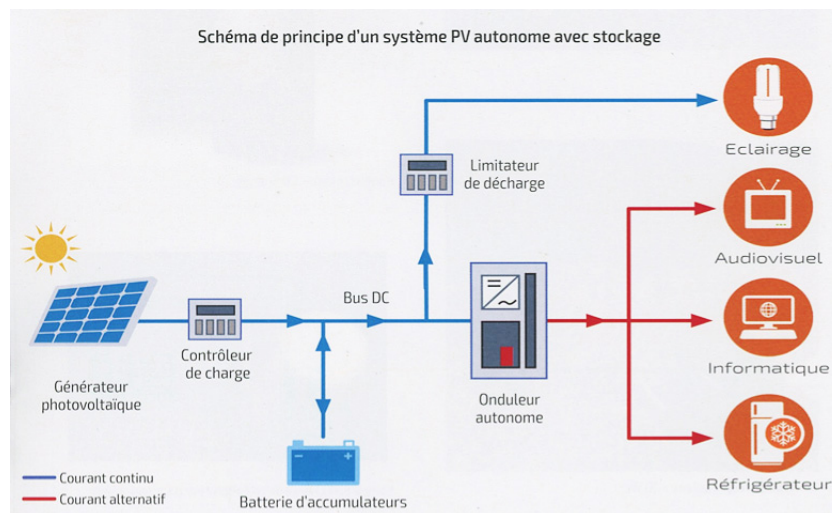 Schéma de principe d'un système PV autonome avec stockage
Eclairage
Limitateur
de décharge
Audiovisuel
Bus DC
Contrôleur
de charge
Générateur
photovoltaïque
Onduleur
autonome
Informatique
Courant continu
Courant alternatif
Batterie d'accumulateurs
Réfrigérateur